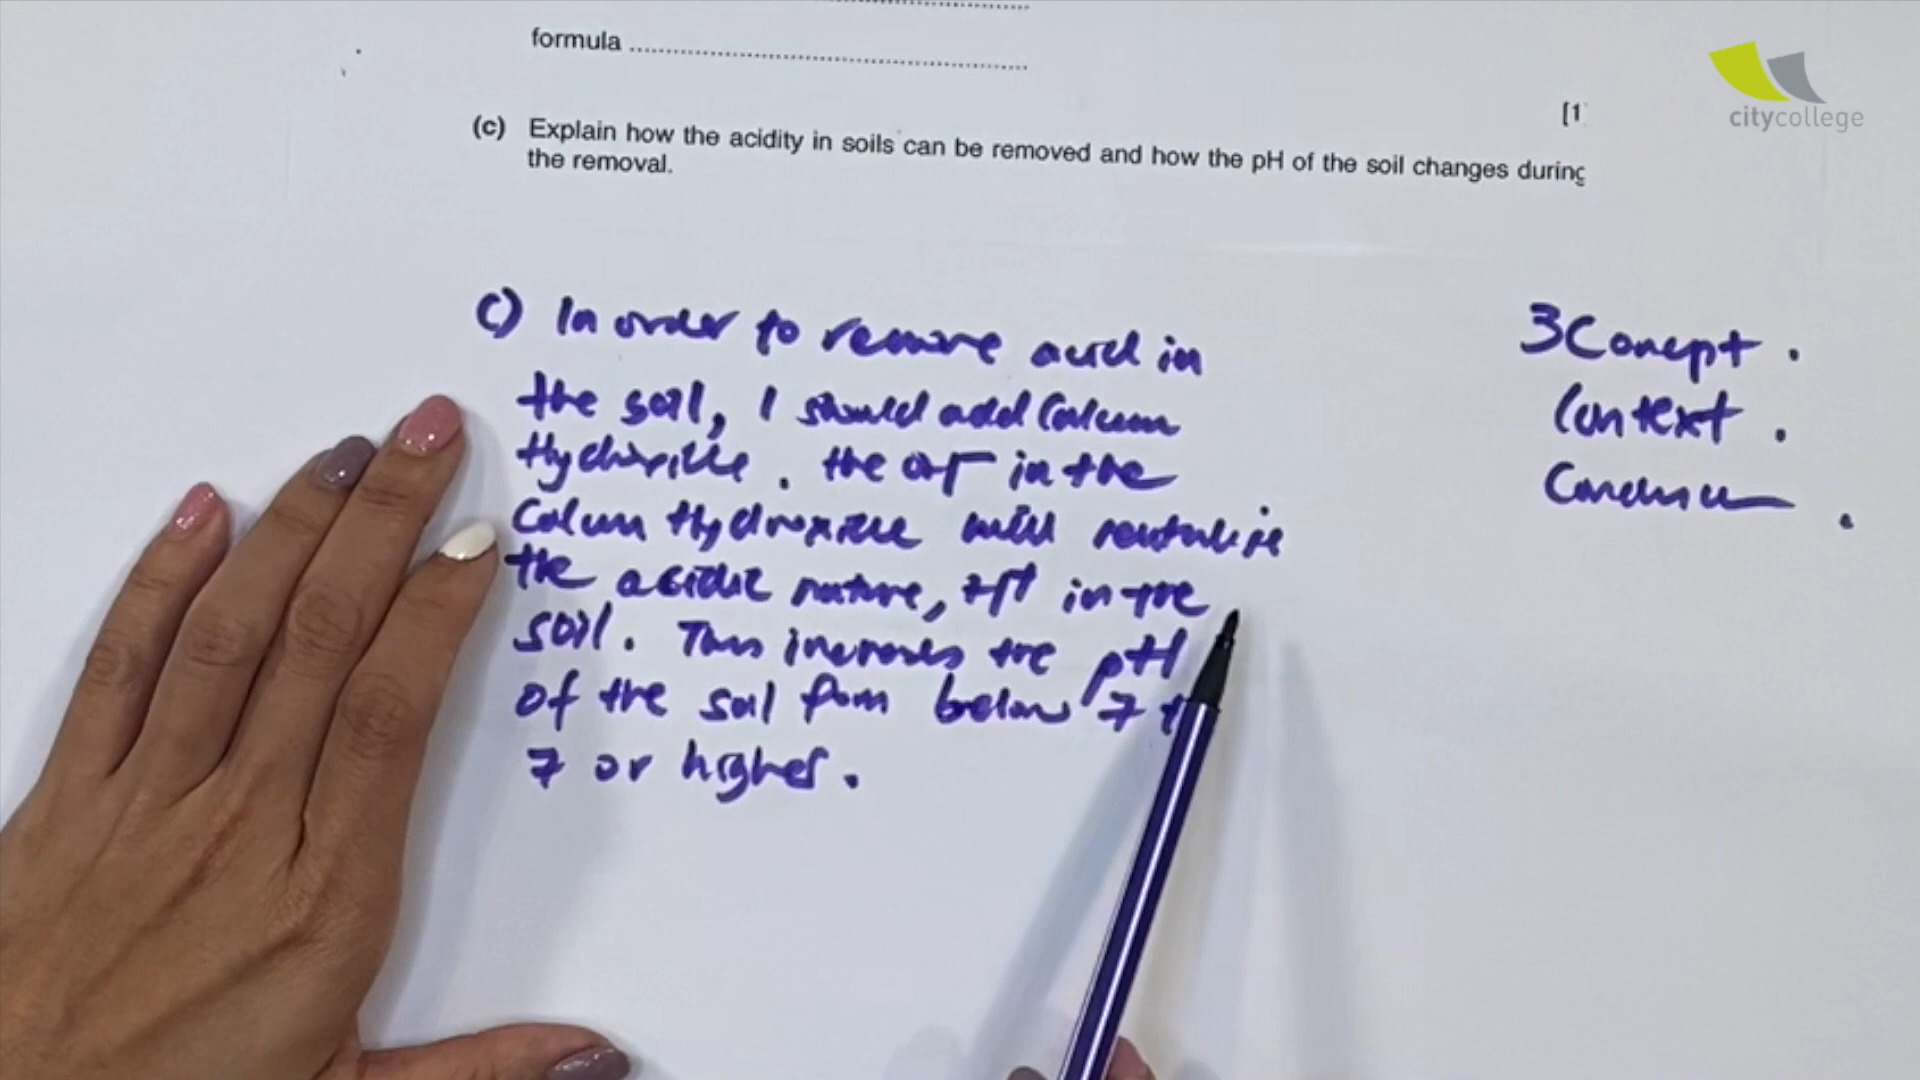 formula
[1
citycollege
(c) Explain how the acidity in soils can be removed and how the pH of the soil changes during
the removal.
c) In order to remove acid in
the soil, I should add Calcium
Hydroxide. the OH⁻ in the
Calcium Hydroxide will neutralise
the acidic nature, H⁺ in the
soil. This increases the pH
of the soil from below 7 t
7 or higher.
3 Concept.
Context.